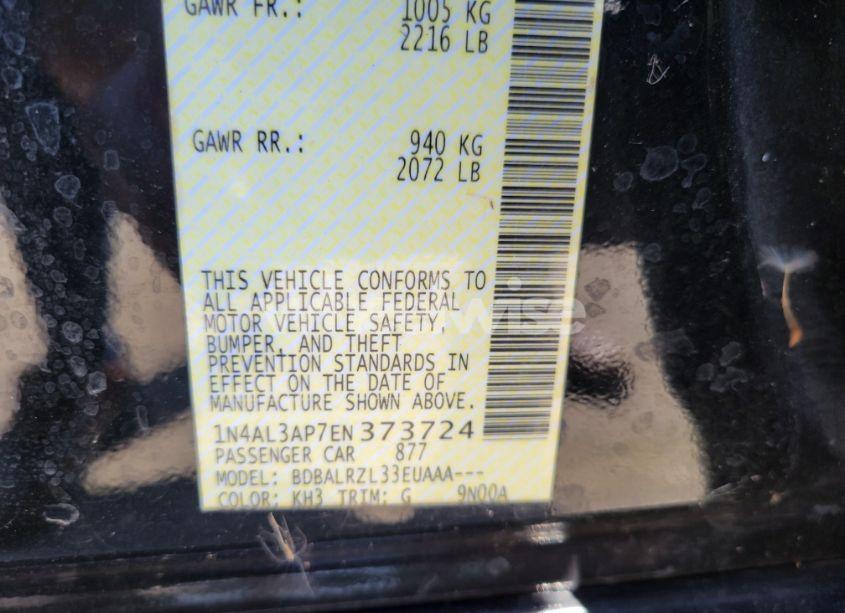 GAWR FR.: 1005 KG
2216 LB
GAWR RR.: 940 KG
2072 LB
THIS VEHICLE CONFORMS TO
ALL APPLICABLE FEDERAL
MOTOR VEHICLE SAFETY,
BUMPER, AND THEFT
PREVENTION STANDARDS IN
EFFECT ON THE DATE OF
MANUFACTURE SHOWN ABOVE.
1N4AL3AP7EN373724
PASSENGER CAR 877
MODEL: BDBALRZL33EUAAA---
COLOR: KH3 TRIM: G 9N00A